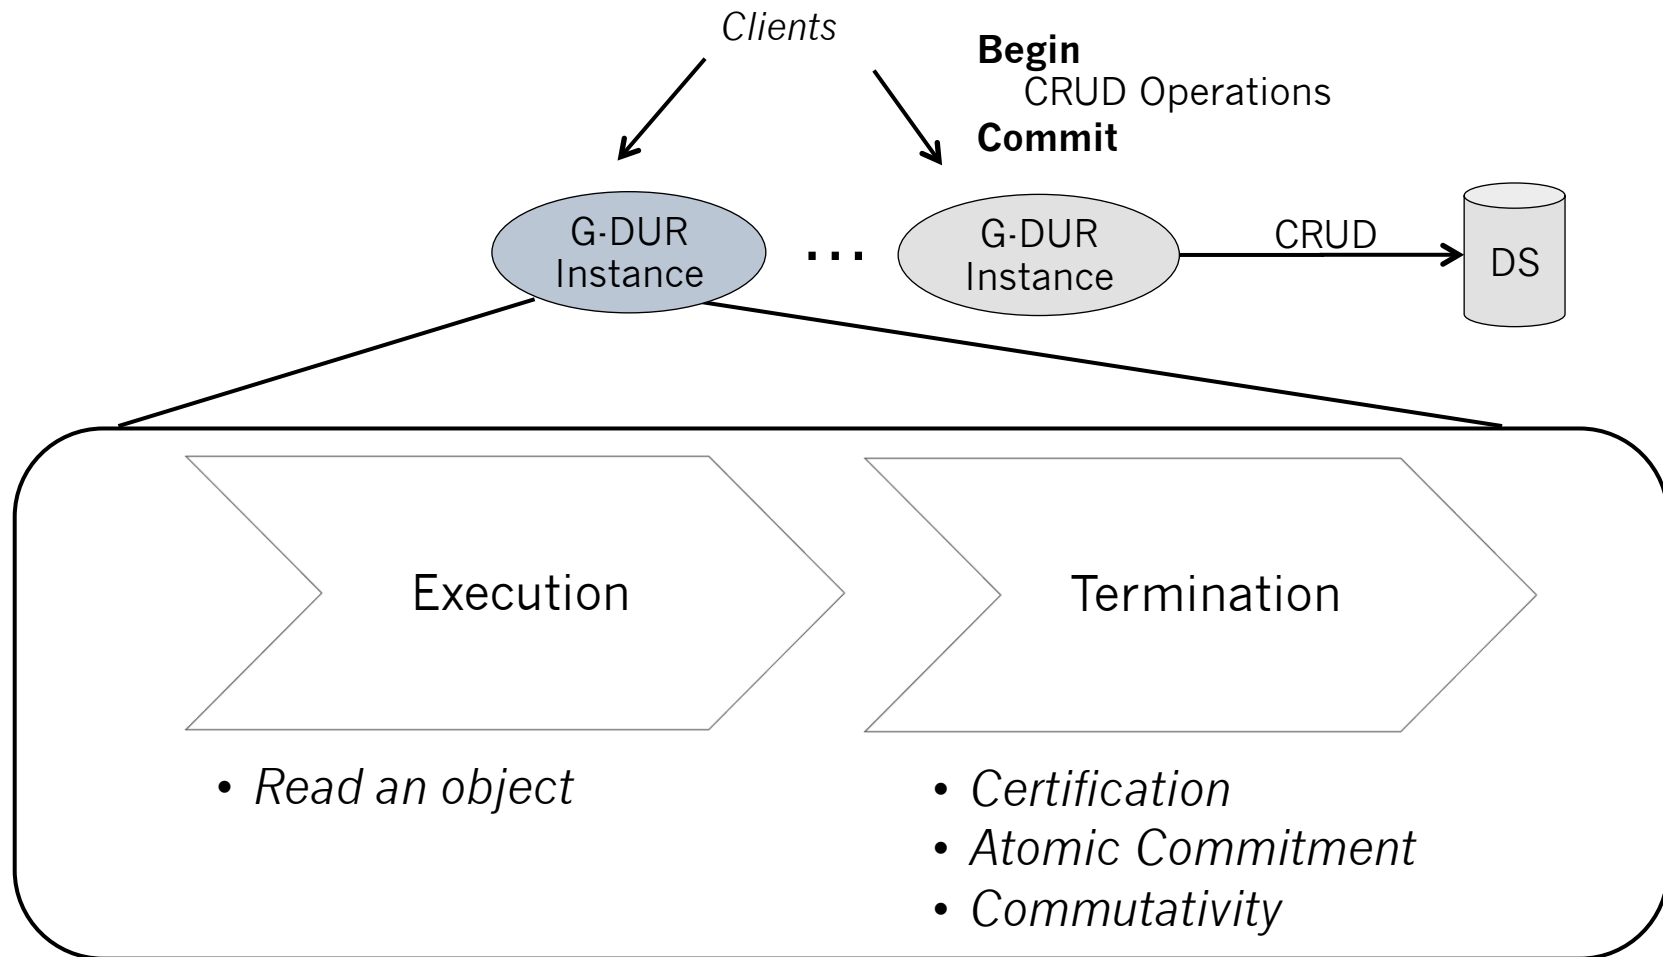 Clients
Begin
CRUD Operations
Commit
G-DUR
Instance
...
G-DUR
Instance
CRUD
DS
Execution
Termination
• Read an object
• Certification
• Atomic Commitment
• Commutativity